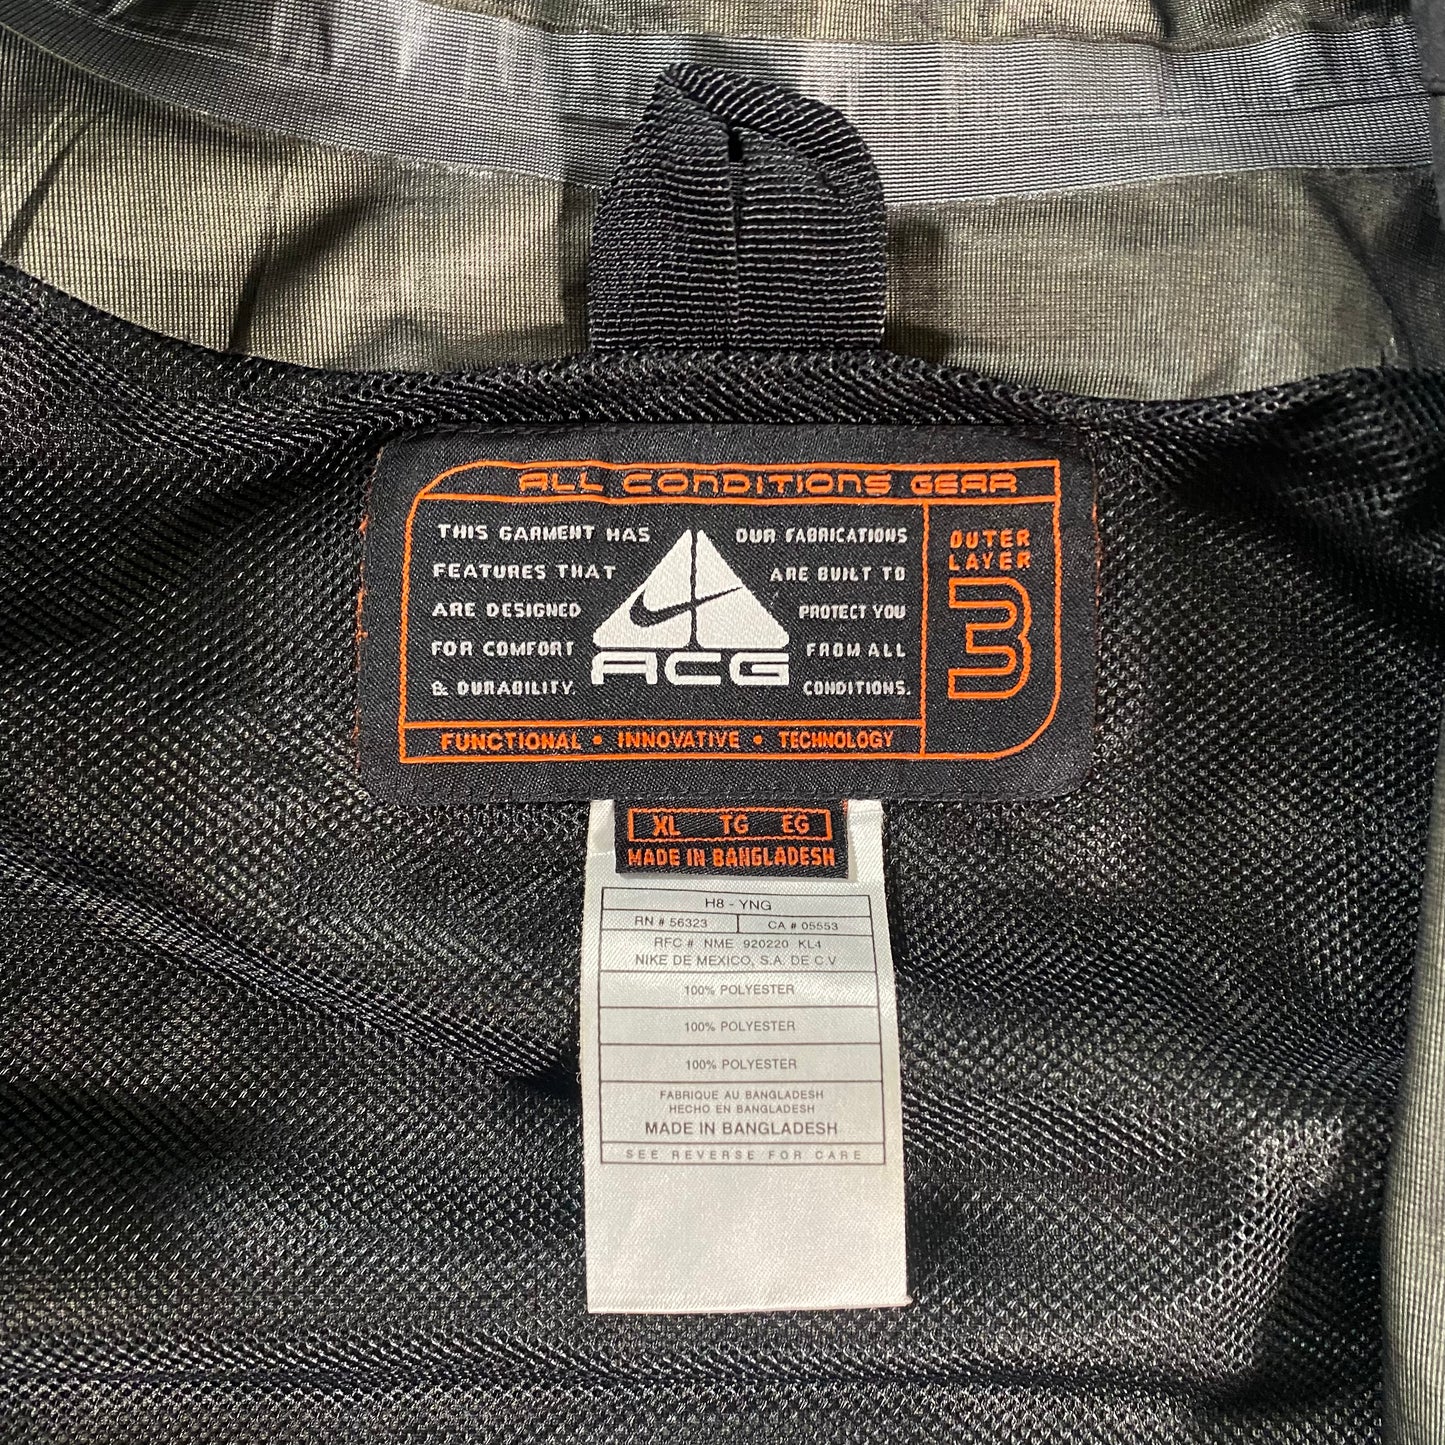 ALL CONDITIONS GEAR
THIS GARMENT HAS
FEATURES THAT
ARE DESIGNED
FOR COMFORT
& DURABILITY.
ACG
OUR FABRICATIONS
ARE BUILT TO
PROTECT YOU
FROM ALL
CONDITIONS.
OUTER
LAYER
3
FUNCTIONAL • INNOVATIVE • TECHNOLOGY
XL TG EG
MADE IN BANGLADESH
H8 - YNG
RN # 56323 CA # 05553
RFC # NME 920220 KL4
NIKE DE MEXICO, S.A. DE C.V
100% POLYESTER
100% POLYESTER
100% POLYESTER
FABRIQUE AU BANGLADESH
HECHO EN BANGLADESH
MADE IN BANGLADESH
SEE REVERSE FOR CARE